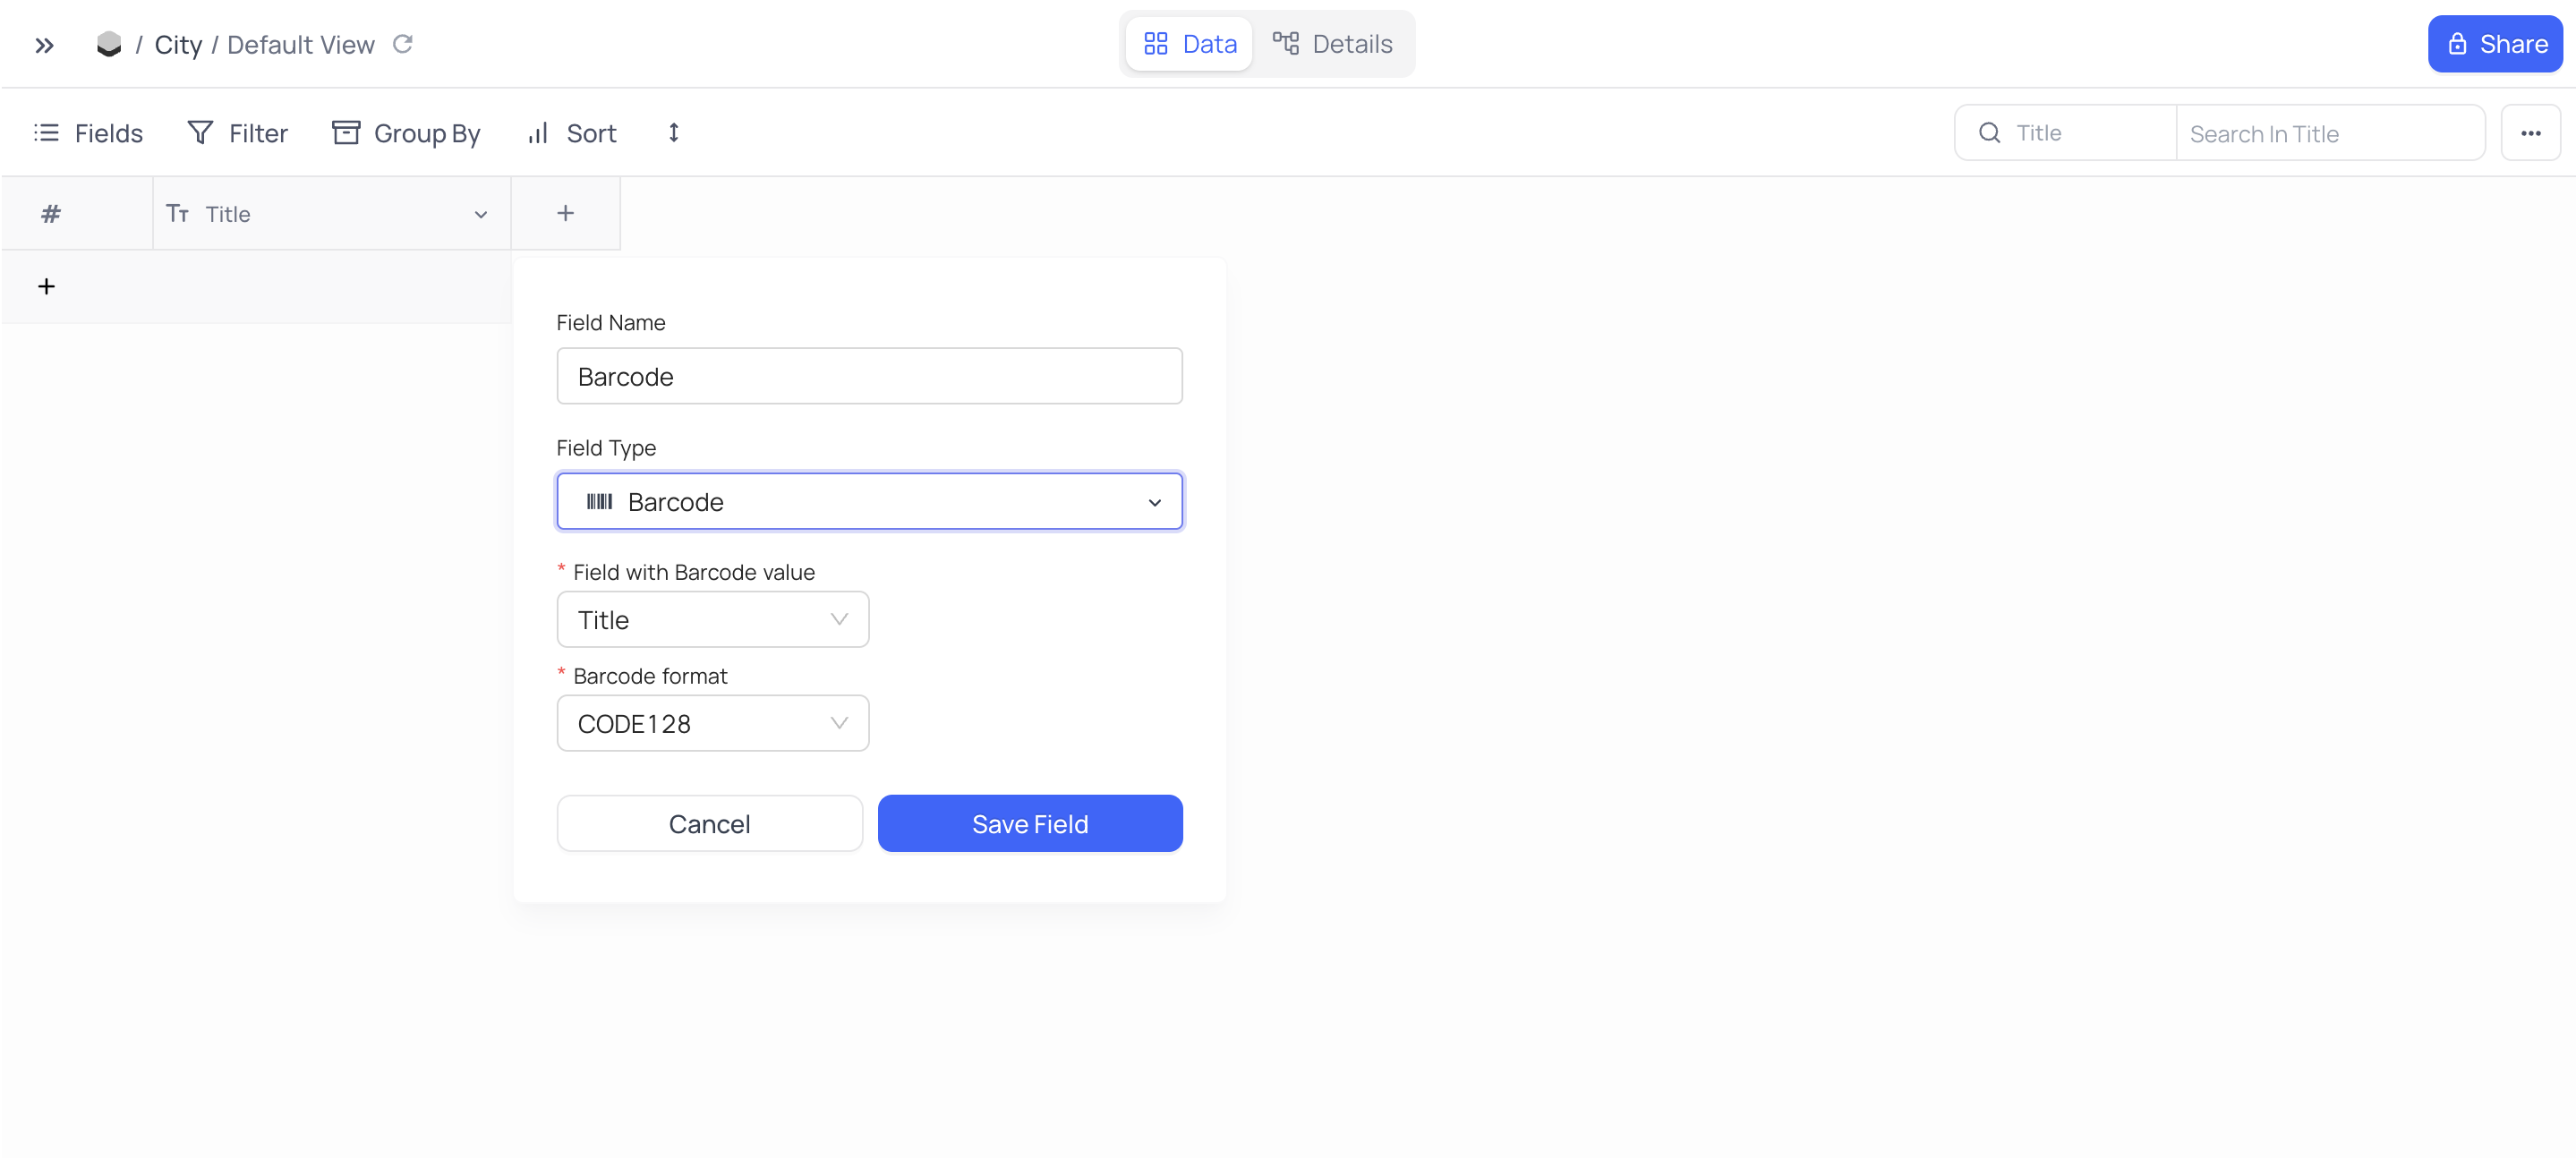 / City / Default View
Data
Details
Share
Fields
Filter
Group By
Sort
Title
Search In Title
#
Tт Title
+
+
Field Name
Barcode
Field Type
Barcode
* Field with Barcode value
Title
* Barcode format
CODE128
Cancel
Save Field